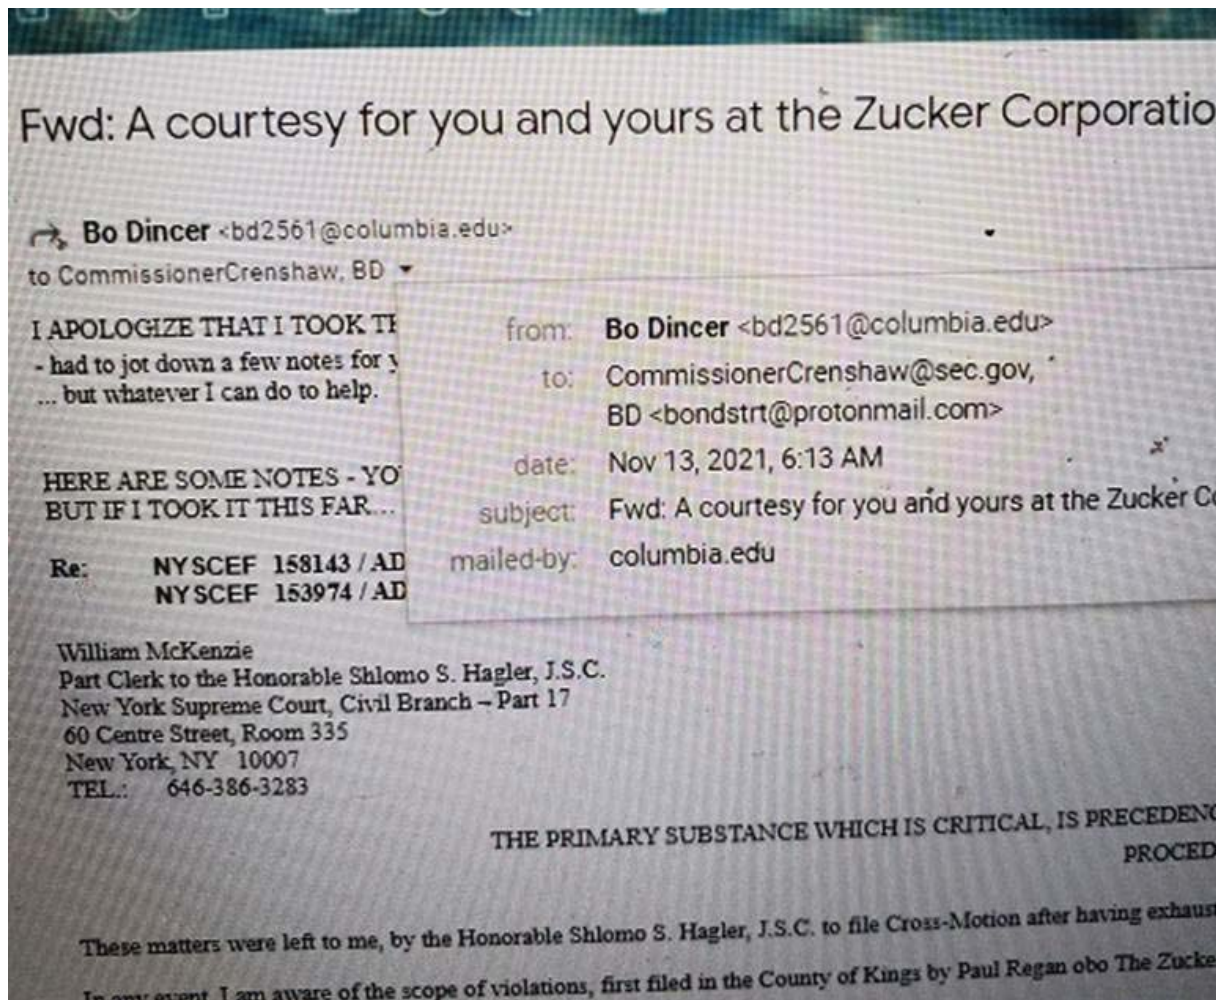 Fwd: A courtesy for you and yours at the Zucker Corporatio
Bo Dincer <bd2561@columbia.edu>
to CommissionerCrenshaw, BD
I APOLOGIZE THAT I TOOK
- had to jot down a few notes for
... but whatever I can do to help.
from: Bo Dincer <bd2561@columbia.edu>
to: CommissionerCrenshaw@sec.gov,
BD <bondstrt@protonmail.com>
date: Nov 13, 2021, 6:13 AM
subject: Fwd: A courtesy for you and yours at the Zucker Co
mailed-by: columbia.edu
HERE ARE SOME NOTES - YO
BUT IF I TOOK IT THIS FAR...
Re: NYSCEF 158143 / AD
NYSCEF 153974 / AD
William McKenzie
Part Clerk to the Honorable Shlomo S. Hagler, J.S.C.
New York Supreme Court, Civil Branch – Part 17
60 Centre Street, Room 335
New York, NY 10007
TEL.: 646-386-3283
THE PRIMARY SUBSTANCE WHICH IS CRITICAL, IS PRECEDENC
PROCED
These matters were left to me, by the Honorable Shlomo S. Hagler, J.S.C. to file Cross-Motion after having exhaus
In any event, I am aware of the scope of violations, first filed in the County of Kings by Paul Regan obo The Zucke